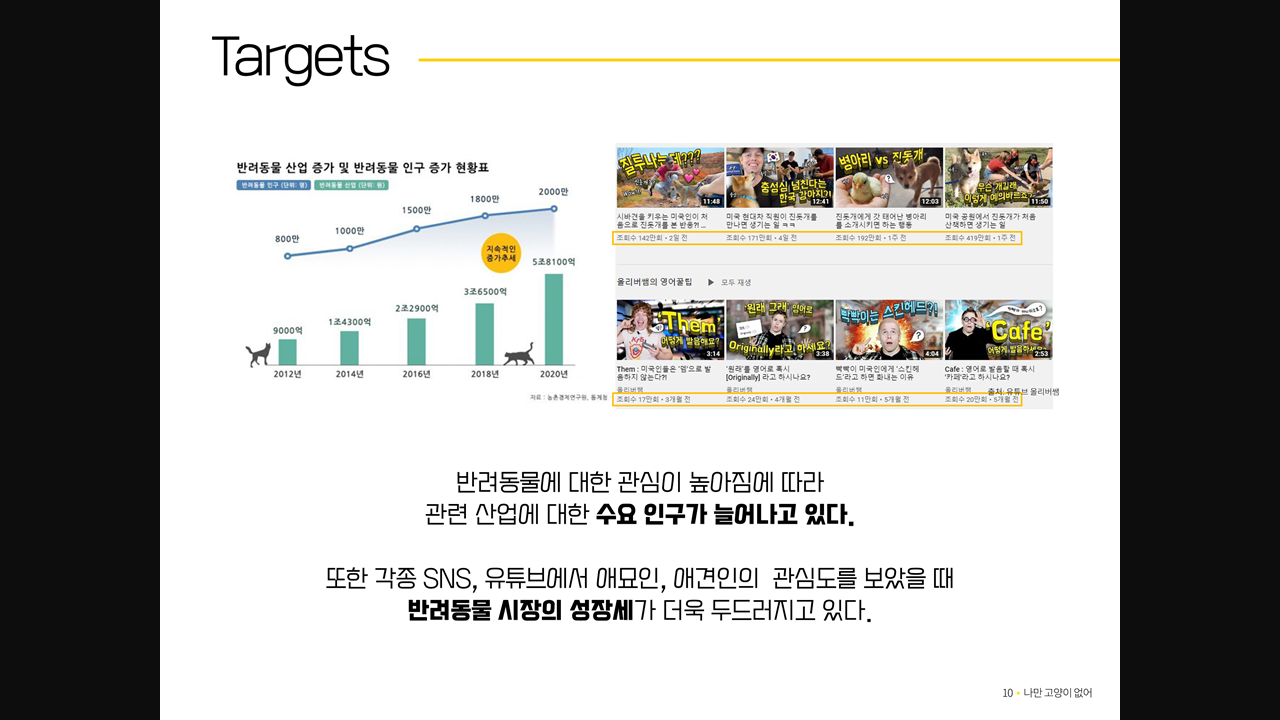 Targets
반려동물 산업 증가 및 반려동물 인구 증가 현황표
반려동물 인구 (단위: 명) 반려동물 산업 (단위: 원)
800만
1000만
1500만
1800만
2000만
지속적인
증가추세
9000억
1조4300억
2조2900억
3조6500억
5조8100억
2012년 2014년 2016년 2018년 2020년
자료 : 농촌경제연구원, 통계청
질투나는 데???
11:48
충성심 넘친다는
한국 강아지?!
12:41
병아리 vs 진돗개
12:03
무슨 개길래
이렇게 예의바르죠?
11:50
시바견을 키우는 미국인이 처음으로 진돗개를 본 반응?! ...
조회수 142만회 • 2일 전
미국 현대차 직원이 진돗개를 만나면 생기는 일 ㅋㅋ
조회수 171만회 • 4일 전
진돗개에게 갓 태어난 병아리를 소개시키면 하는 행동
조회수 192만회 • 1주 전
미국 공원에서 진돗개가 처음 산책하면 생기는 일
조회수 419만회 • 1주 전
올리버쌤의 영어꿀팁 ▶ 모두 재생
'Them'
어떻게 발음해요?
3:14
'원래 그래' 영어로
Originally라고 하세요?
3:38
빡빡이는 스킨헤드?!
4:04
'Cafe'
어떻게 발음하세요?
2:53
Them : 미국인들은 '뎀'으로 발음하지 않는다?!
올리버쌤
조회수 17만회 • 3개월 전
'원래'를 영어로 혹시 [Originally] 라고 하시나요?
올리버쌤
조회수 24만회 • 4개월 전
빡빡이 미국인에게 '스킨헤드'라고 하면 화내는 이유
올리버쌤
조회수 11만회 • 5개월 전
Cafe : 영어로 발음할 때 혹시 '카페'라고 하시나요?
올리버쌤
조회수 20만회 • 5개월 전
출처: 유튜브 올리버쌤
반려동물에 대한 관심이 높아짐에 따라
관련 산업에 대한 수요 인구가 늘어나고 있다.
또한 각종 SNS, 유튜브에서 애묘인, 애견인의 관심도를 보았을 때
반려동물 시장의 성장세가 더욱 두드러지고 있다.
10 • 나만 고양이 없어